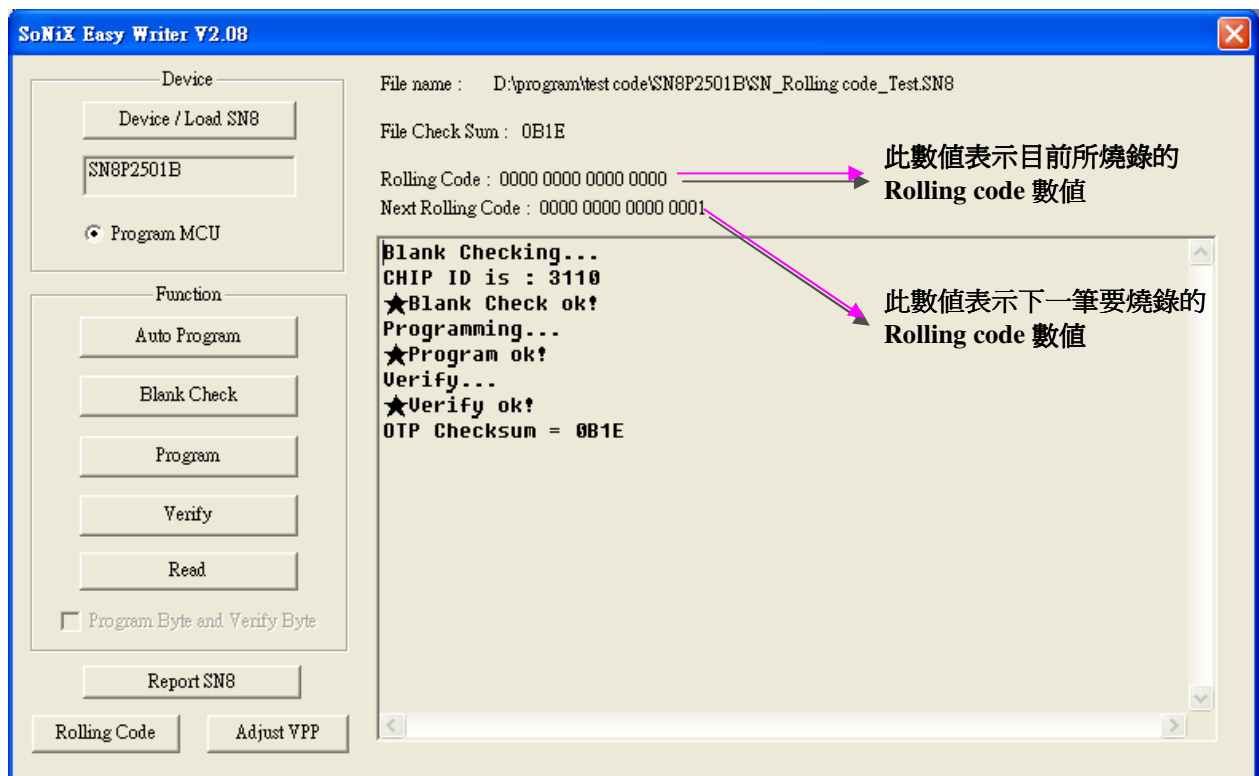 SoNiX Easy Writer V2.08
Device
Device / Load SN8
SN8P2501B
Program MCU
Function
Auto Program
Blank Check
Program
Verify
Read
Program Byte and Verify Byte
Report SN8
Rolling Code
Adjust VPP
File name : D:\program\test code\SN8P2501B\SN_Rolling code_Test.SN8
File Check Sum : 0B1E
Rolling Code : 0000 0000 0000 0000
Next Rolling Code : 0000 0000 0000 0001
此數值表示目前所燒錄的
Rolling code 數值
此數值表示下一筆要燒錄的
Rolling code 數值
Blank Checking...
CHIP ID is : 3110
★Blank Check ok!
Programming...
★Program ok!
Verify...
★Verify ok!
OTP Checksum = 0B1E